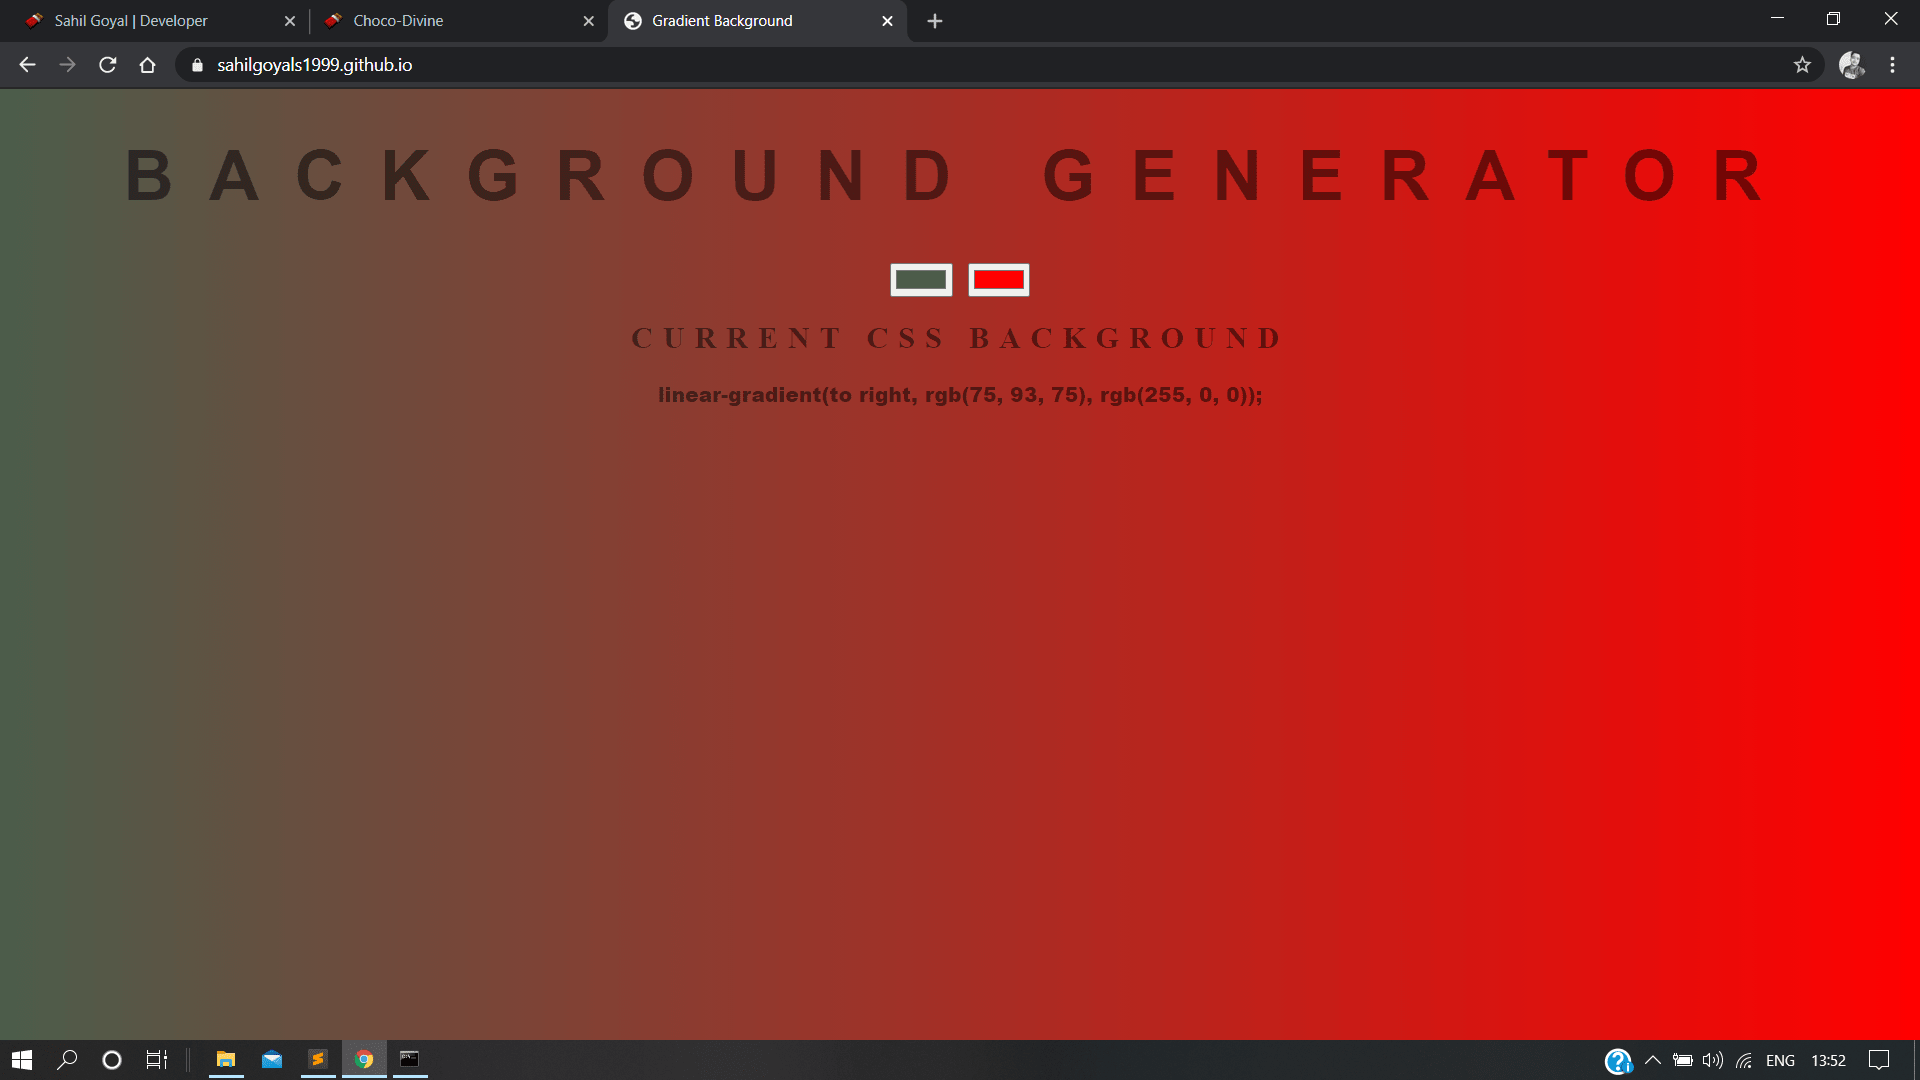 Sahil Goyal | Developer
Choco-Divine
Gradient Background
sahilgoyals1999.github.io
BACKGROUND GENERATOR
CURRENT CSS BACKGROUND
linear-gradient(to right, rgb(75, 93, 75), rgb(255, 0, 0));
ENG
13:52